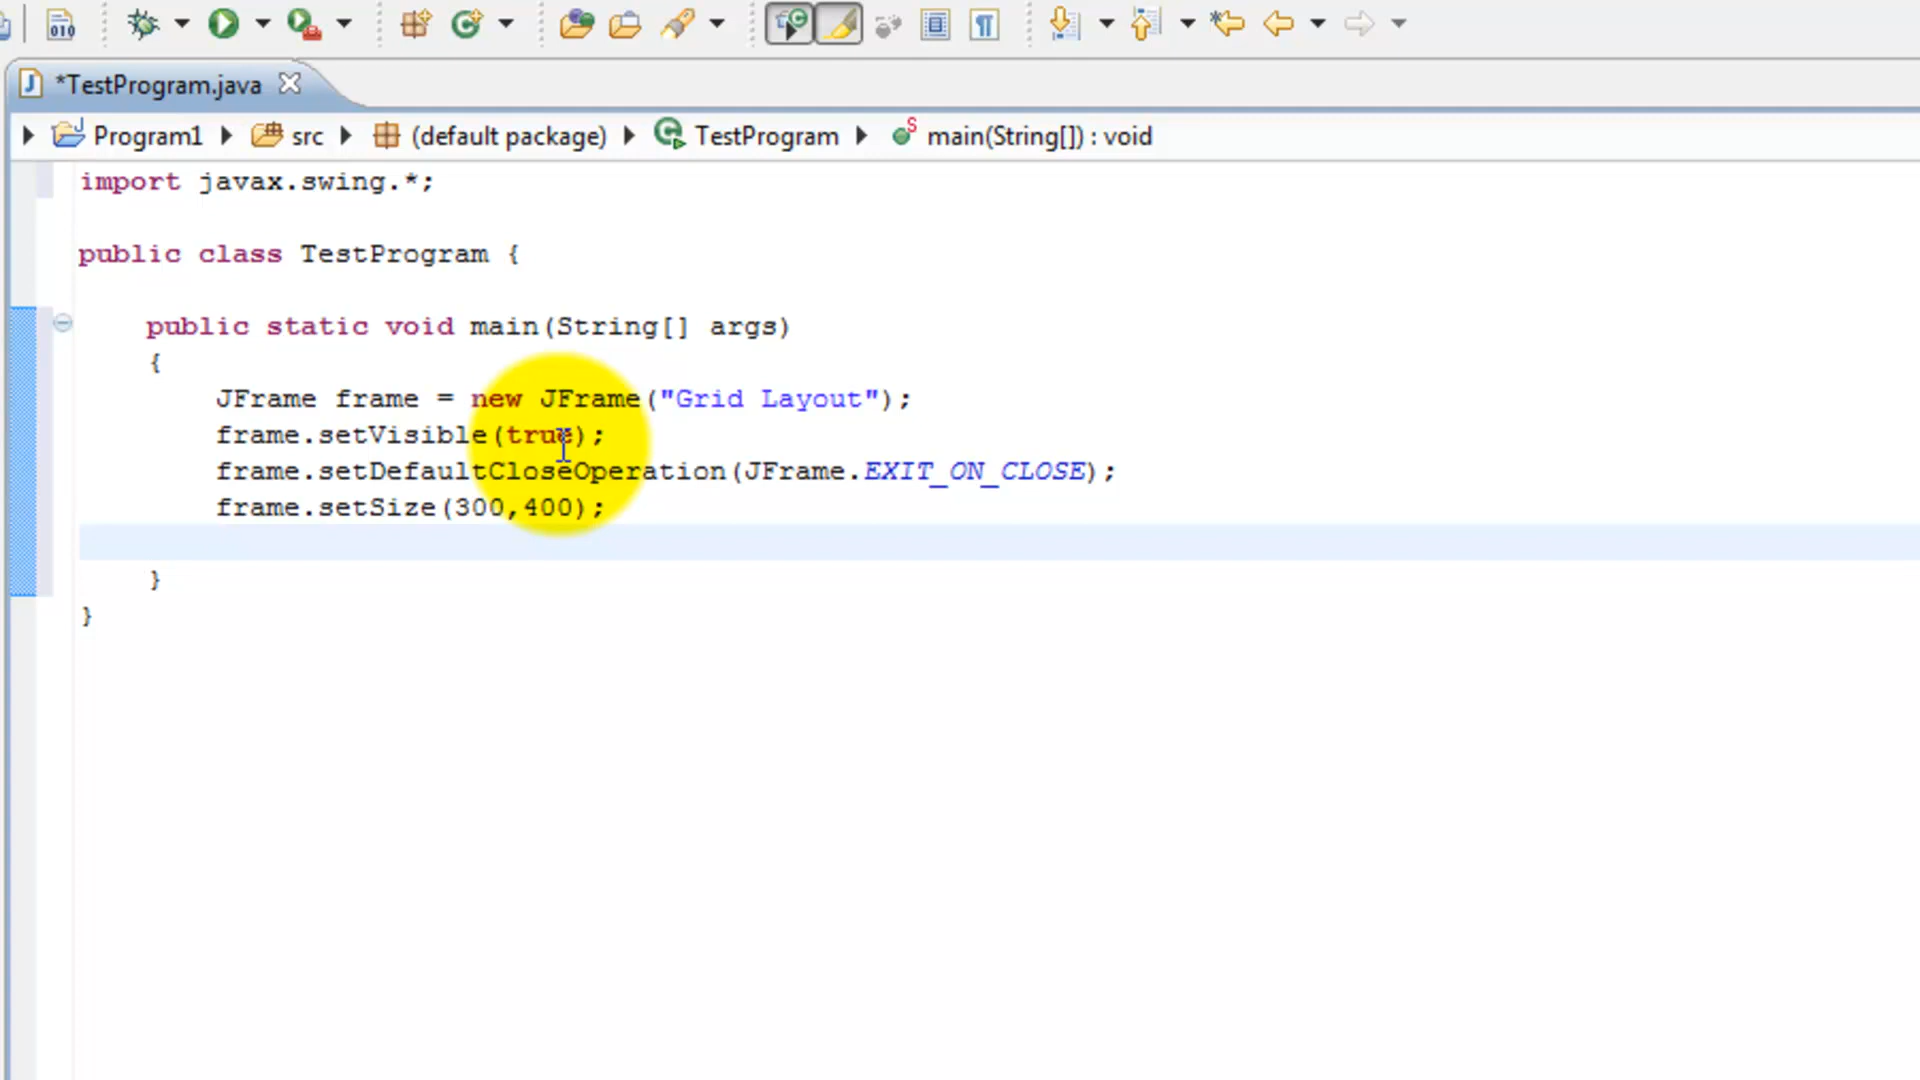 010
*TestProgram.java
Program1 src (default package) TestProgram main(String[]) : void
import javax.swing.*;
public class TestProgram {
public static void main(String[] args)
{
JFrame frame = new JFrame("Grid Layout");
frame.setVisible(true);
frame.setDefaultCloseOperation(JFrame.EXIT_ON_CLOSE);
frame.setSize(300,400);
}
}